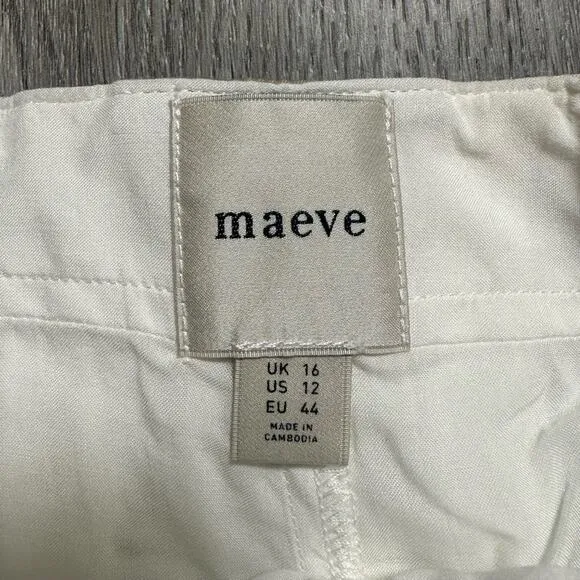 maeve
UK 16
US 12
EU 44
MADE IN
CAMBODIA